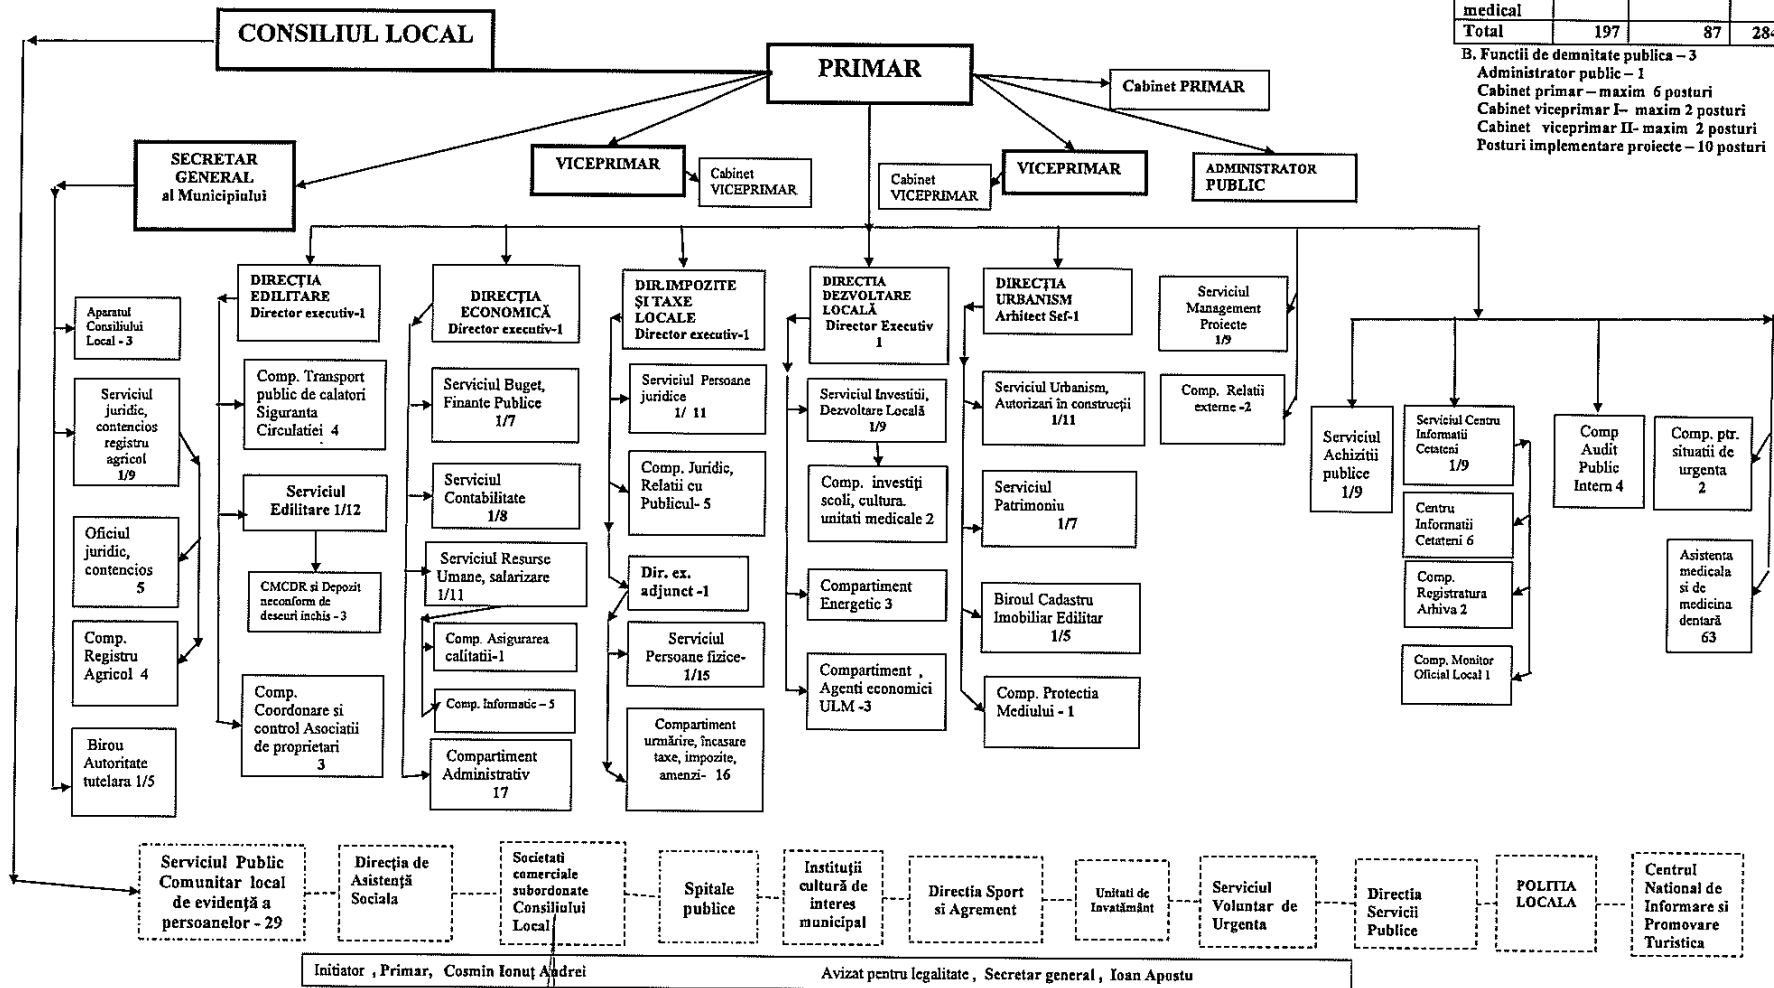 CONSILIUL LOCAL
PRIMAR
Cabinet PRIMAR
medical
Total 197 87 284
B. Functii de demnitate publica – 3
Administrator public – 1
Cabinet primar – maxim 6 posturi
Cabinet viceprimar I– maxim 2 posturi
Cabinet viceprimar II- maxim 2 posturi
Posturi implementare proiecte – 10 posturi
SECRETAR
GENERAL
al Municipiului
VICEPRIMAR
Cabinet
VICEPRIMAR
Cabinet
VICEPRIMAR
VICEPRIMAR
ADMINISTRATOR
PUBLIC
Aparatul
Consiliului
Local - 3
Serviciul
juridic,
contencios
registru
agricol
1/9
Oficiul
juridic,
contencios
5
Comp.
Registru
Agricol 4
Birou
Autoritate
tutelara 1/5
DIRECȚIA
EDILITARE
Director executiv-1
Comp. Transport
public de calatori
Siguranta
Circulatiei 4
Serviciul
Edilitare 1/12
CMCDR și Depozit
neconform de
deseuri inchis - 3
Comp.
Coordonare si
control Asociatii
de proprietari
3
DIRECȚIA
ECONOMICĂ
Director executiv-1
Serviciul Buget,
Finante Publice
1/7
Serviciul
Contabilitate
1/8
Serviciul Resurse
Umane, salarizare
1/11
Comp. Asigurarea
calitatii-1
Comp. Informatic – 5
Compartiment
Administrativ
17
DIR.IMPOZITE
ȘI TAXE
LOCALE
Director executiv-1
Serviciul Persoane
juridice
1/ 11
Comp. Juridic,
Relatii cu
Publicul- 5
Dir. ex.
adjunct -1
Serviciul
Persoane fizice-
1/15
Compartiment
urmărire, încasare
taxe, impozite,
amenzi- 16
DIRECTIA
DEZVOLTARE
LOCALĂ
Director Executiv
1
Serviciul Investitii,
Dezvoltare Locală
1/9
Comp. investiți
scoli, cultura.
unitati medicale 2
Compartiment
Energetic 3
Compartiment ,
Agenti economici
ULM -3
DIRECȚIA
URBANISM
Arhitect Sef-1
Serviciul Urbanism,
Autorizari în construcții
1/11
Serviciul
Patrimoniu
1/7
Biroul Cadastru
Imobiliar Edilitar
1/5
Comp. Protectia
Mediului - 1
Serviciul
Management
Proiecte
1/9
Comp. Relatii
externe -2
Serviciul
Achizitii
publice
1/9
Serviciul Centru
Informatii
Cetateni
1/9
Centru
Informatii
Cetateni 6
Comp.
Registratura
Arhiva 2
Comp. Monitor
Oficial Local 1
Comp
Audit
Public
Intern 4
Comp. ptr.
situatii de
urgenta
2
Asistenta
medicala
si de
medicina
dentară
63
Serviciul Public
Comunitar local
de evidență a
persoanelor - 29
Direcția de
Asistență
Sociala
Societati
comerciale
subordonate
Consiliului
Local
Spitale
publice
Instituții
cultură de
interes
municipal
Directia Sport
si Agrement
Unitati de
Invatământ
Serviciul
Voluntar de
Urgenta
Directia
Servicii
Publice
POLITIA
LOCALA
Centrul
National de
Informare si
Promovare
Turistica
Initiator , Primar, Cosmin Ionuț Andrei Avizat pentru legalitate , Secretar general , Ioan Apostu